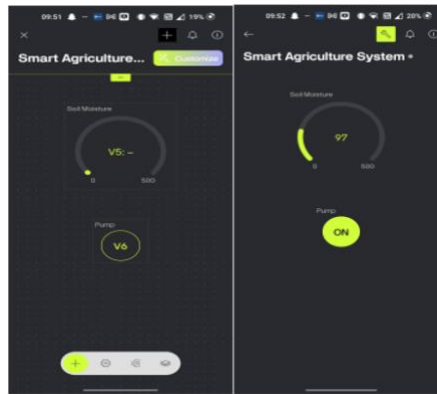 09:51
19%
Smart Agriculture...
Customize
Soil Moisture
V5: –
0
500
Pump
V6
09:52
20%
Smart Agriculture System
Soil Moisture
97
0
500
Pump
ON